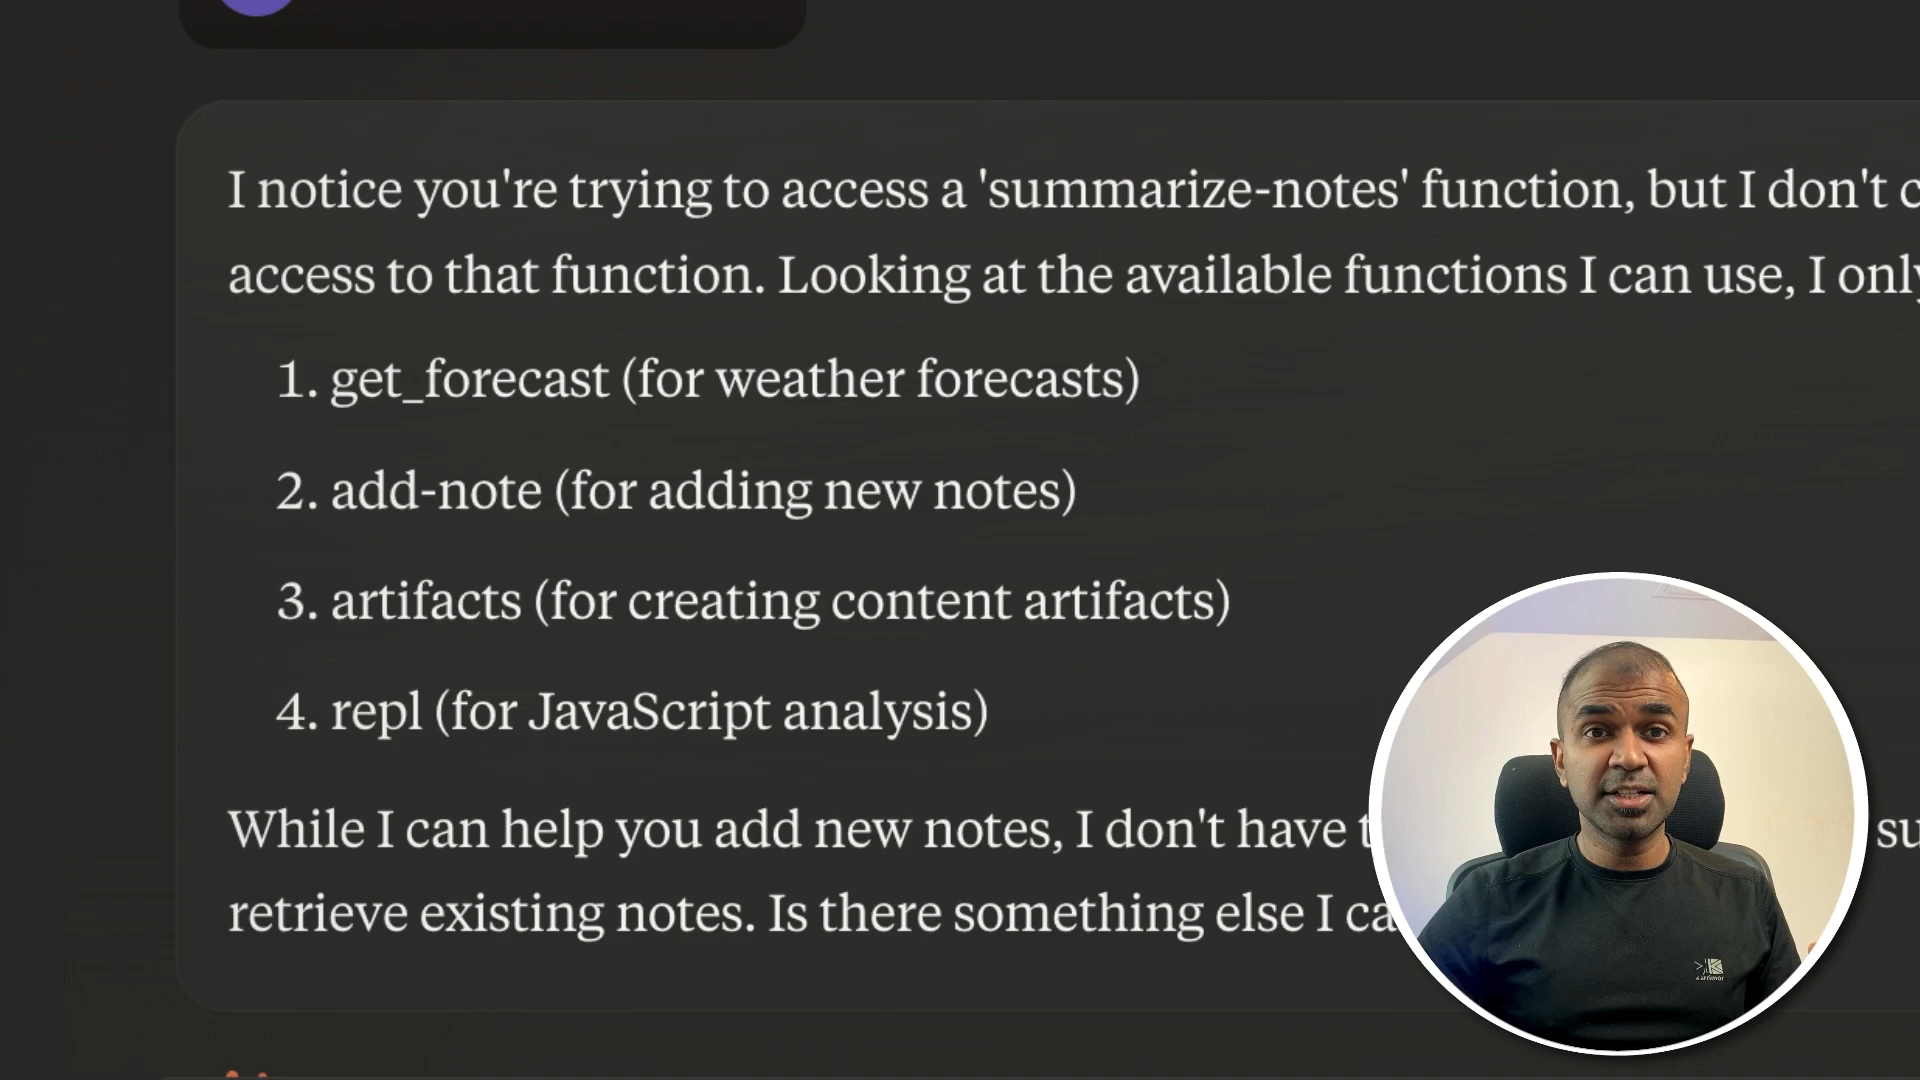 I notice you're trying to access a 'summarize-notes' function, but I don't
access to that function. Looking at the available functions I can use, I only
1. get_forecast (for weather forecasts)
2. add-note (for adding new notes)
3. artifacts (for creating content artifacts)
4. repl (for JavaScript analysis)
While I can help you add new notes, I don't have
retrieve existing notes. Is there something else I